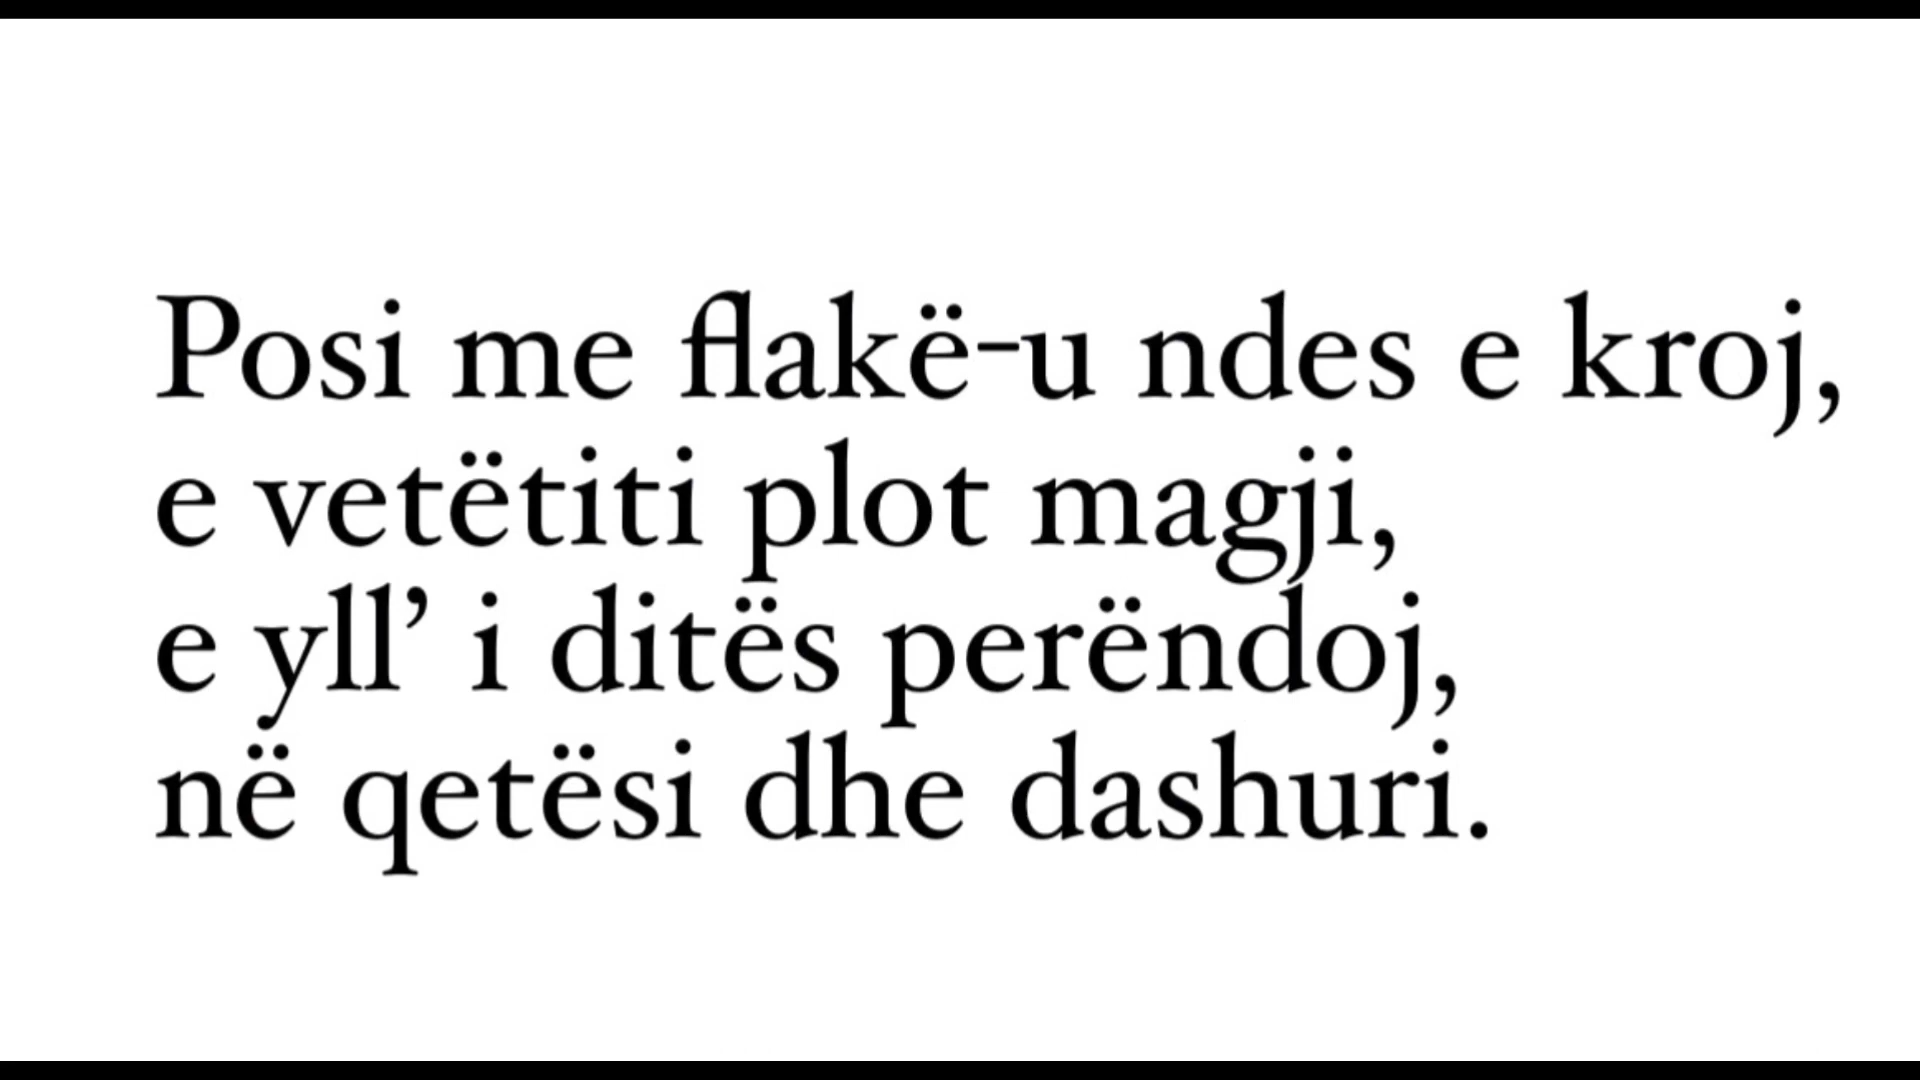 Posi me flakë-u ndes e kroj,
e vetëtiti plot magji,
e yll’ i ditës perëndoj,
në qetësi dhe dashuri.